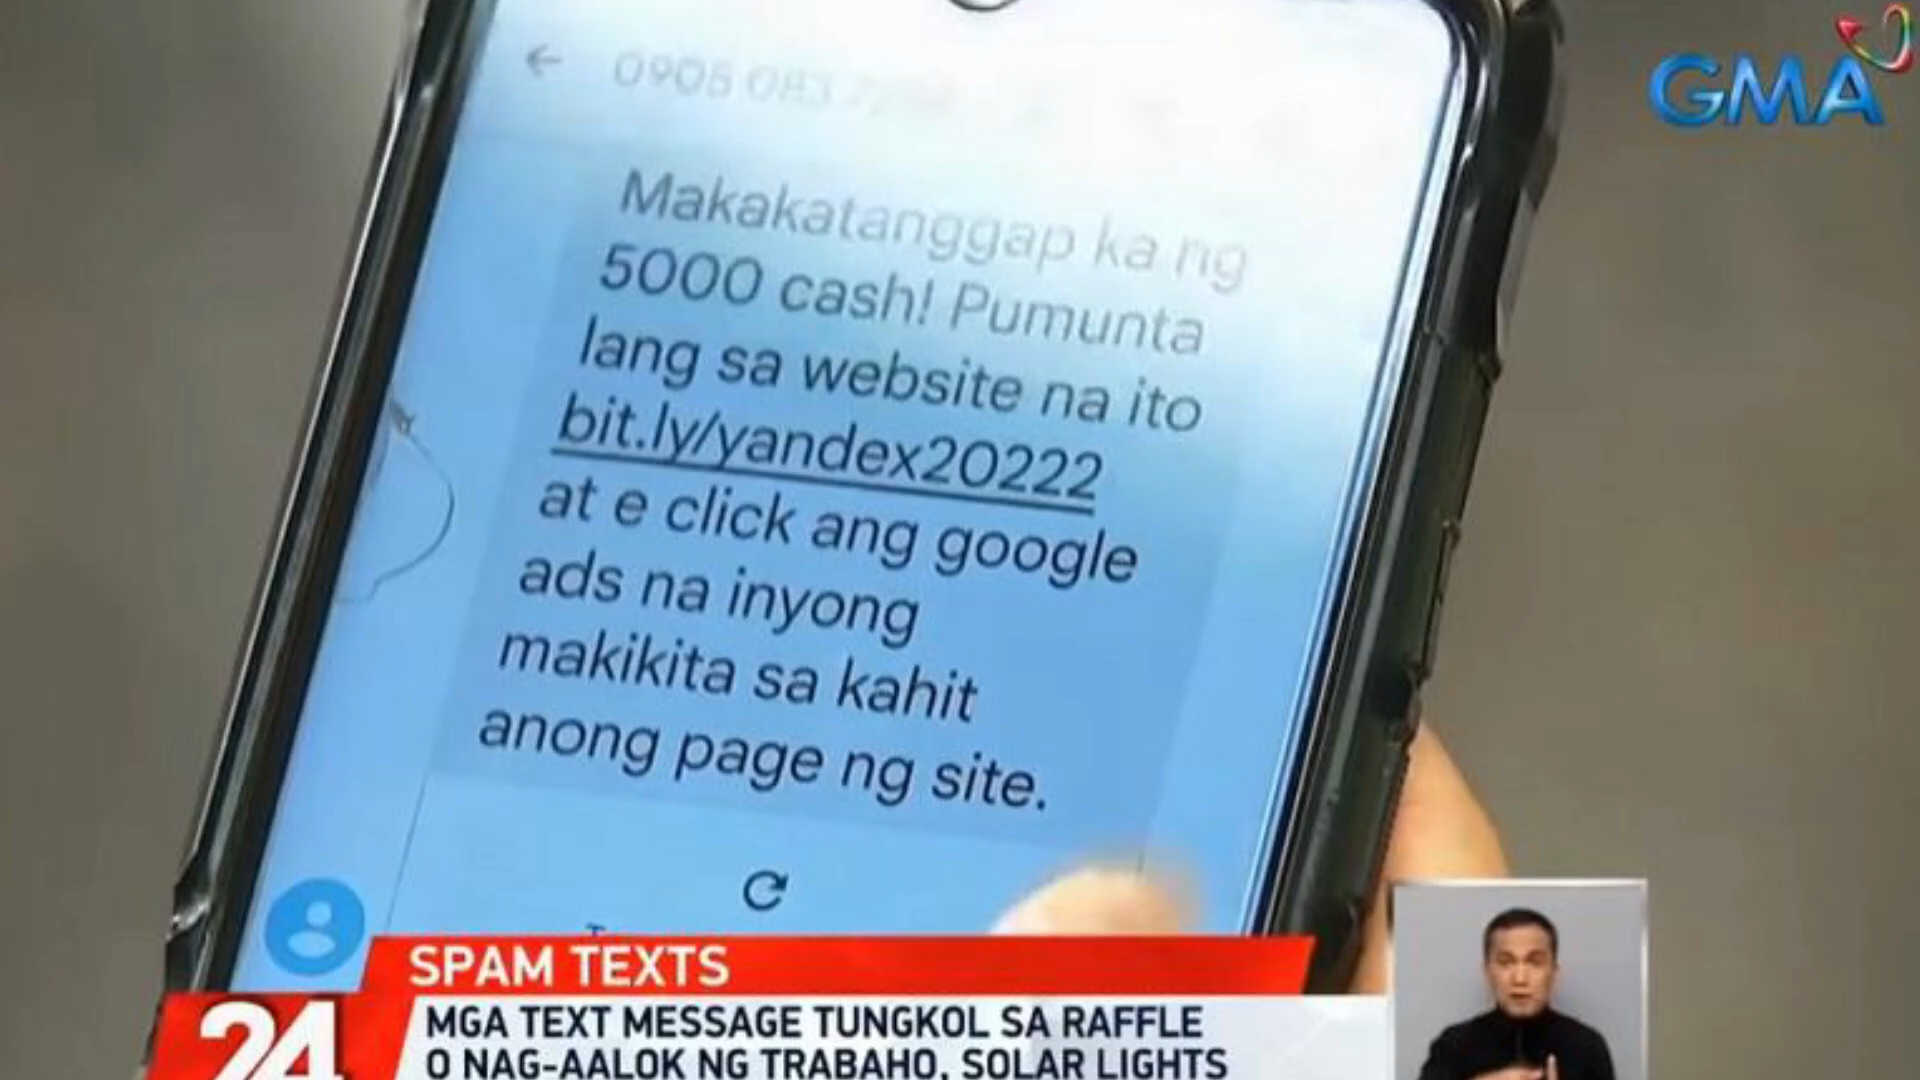 GMA
0905 083
Makakatanggap ka ng
5000 cash! Pumunta
lang sa website na ito
bit.ly/yandex20222
at e click ang google
ads na inyong
makikita sa kahit
anong page ng site.
SPAM TEXTS
24
MGA TEXT MESSAGE TUNGKOL SA RAFFLE
O NAG-AALOK NG TRABAHO, SOLAR LIGHTS